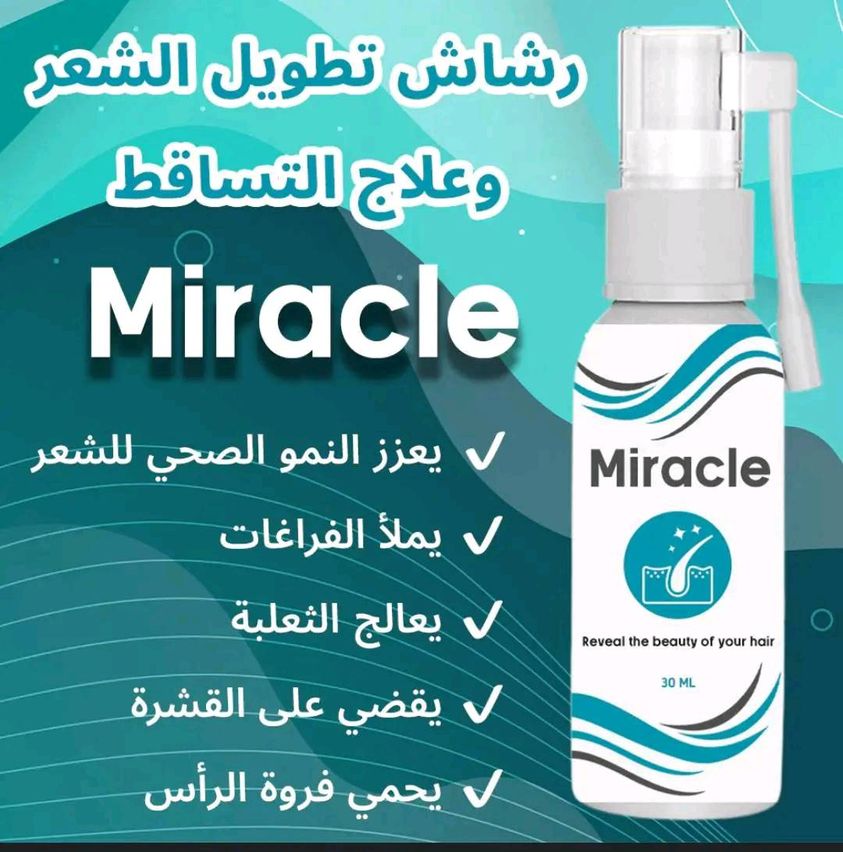 رشاش تطويل الشعر
وعلاج التساقط
Miracle
يعزز النمو الصحي للشعر
يملأ الفراغات
يعالج الثعلبة
يقضي على القشرة
يحمي فروة الرأس
Miracle
Reveal the beauty of your hair
30 ML